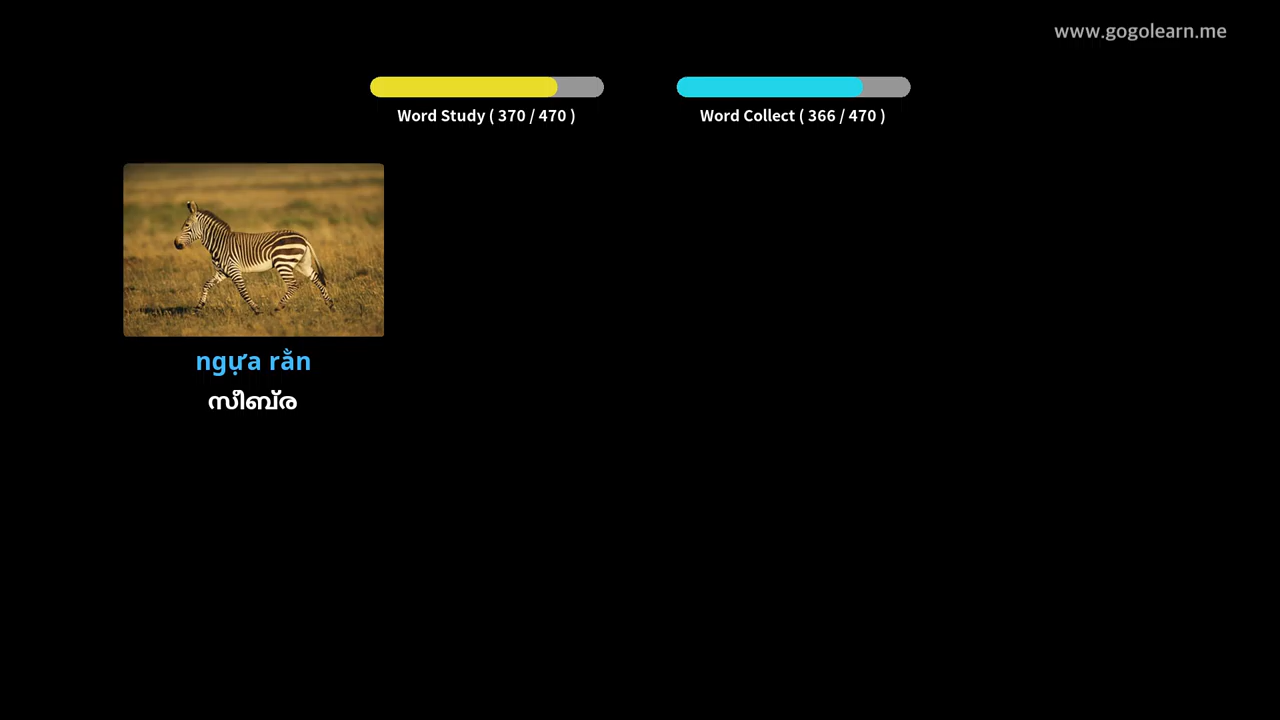 www.gogolearn.me
Word Study ( 370 / 470 )
Word Collect ( 366 / 470 )
ngựa rằn
സീബ്ര